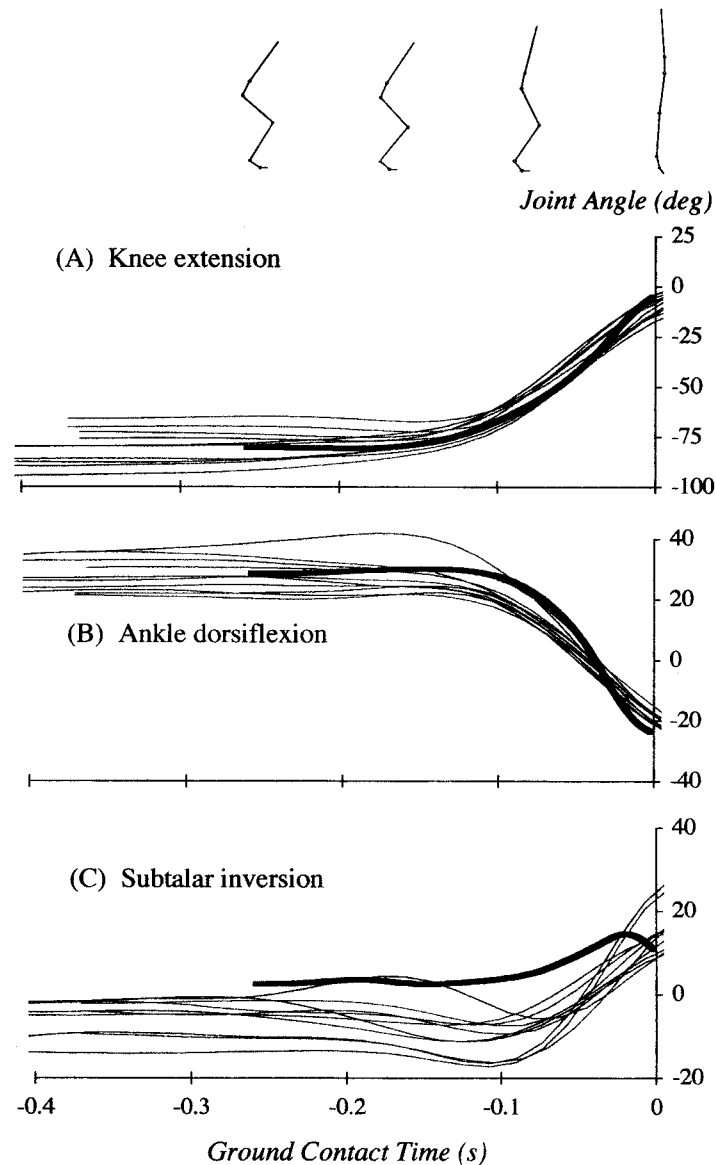 Joint Angle (deg)
25
(A) Knee extension
0
-25
-50
-75
-100
40
20
(B) Ankle dorsiflexion
0
-20
-40
40
(C) Subtalar inversion
20
0
-20
-0.4 -0.3 -0.2 -0.1 0
Ground Contact Time (s)